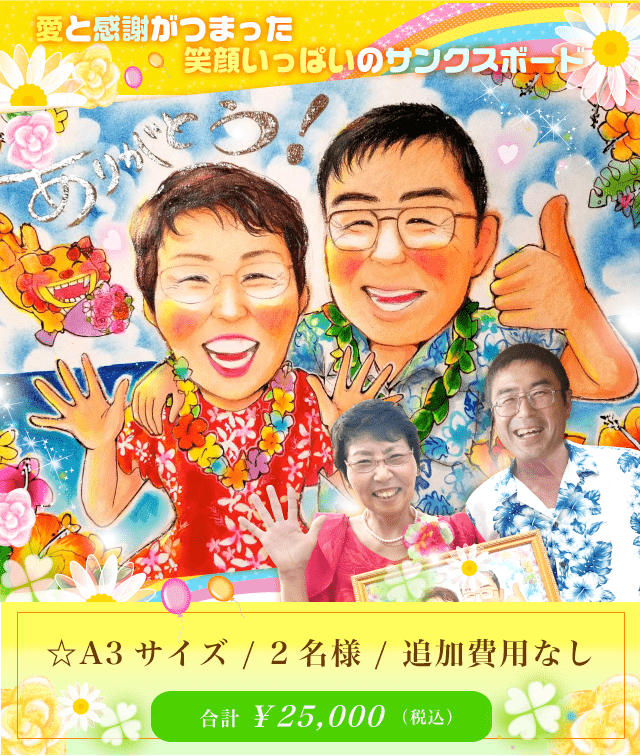 愛と感謝がつまった
笑顔いっぱいのサンクスボード
ありがとう!
☆A3サイズ / 2名様 / 追加費用なし
合計 ¥25,000（税込）